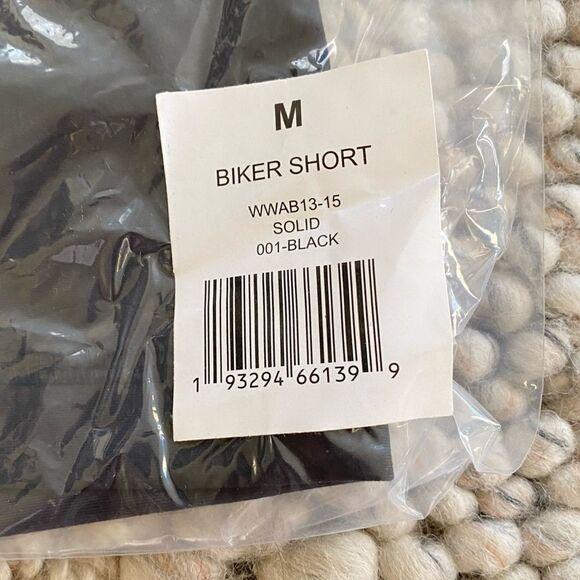 M
BIKER SHORT
WWAB13-15
SOLID
001-BLACK
1 93294 66139 9